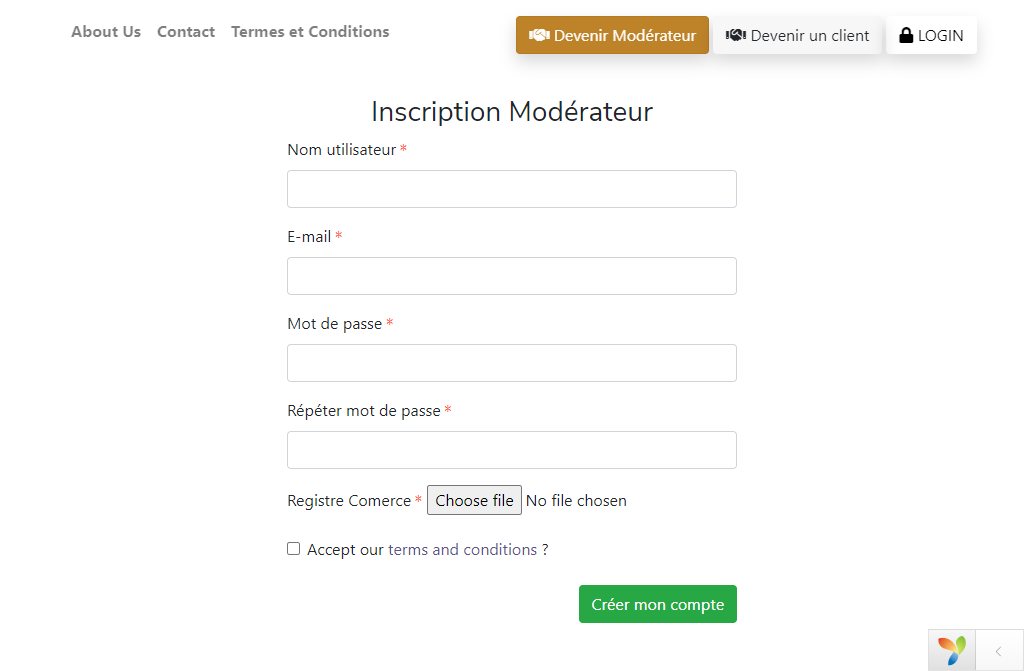 About Us Contact Termes et Conditions Devenir Modérateur Devenir un client LOGIN
Inscription Modérateur
Nom utilisateur *
E-mail *
Mot de passe *
Répéter mot de passe *
Registre Comerce * Choose file No file chosen
Accept our terms and conditions ?
Créer mon compte